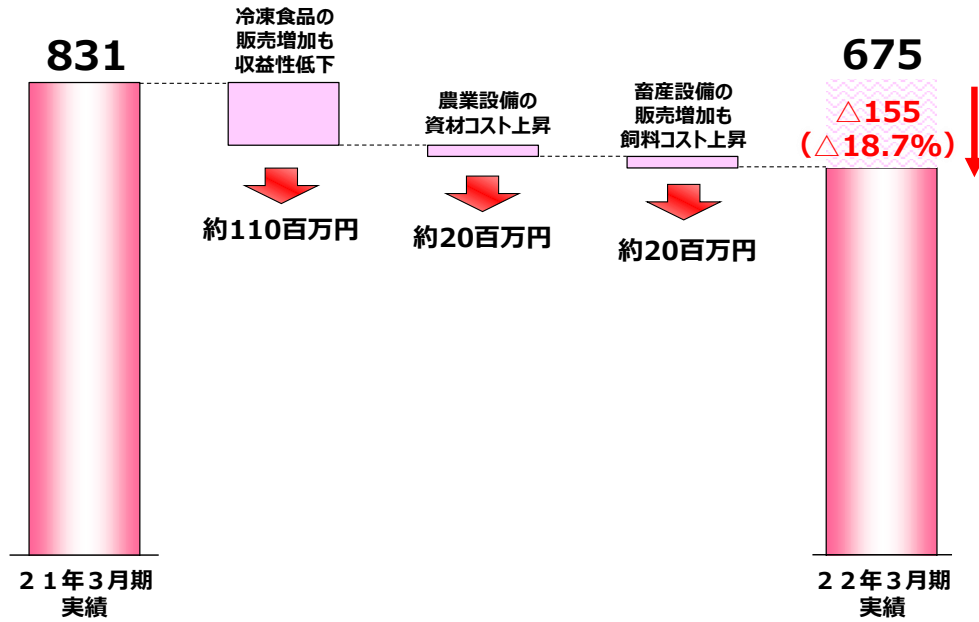 831
冷凍食品の
販売増加も
収益性低下
農業設備の
資材コスト上昇
畜産設備の
販売増加も
飼料コスト上昇
675
△155
(△18.7%)
約110百万円
約20百万円
約20百万円
２１年３月期
実績
２２年３月期
実績